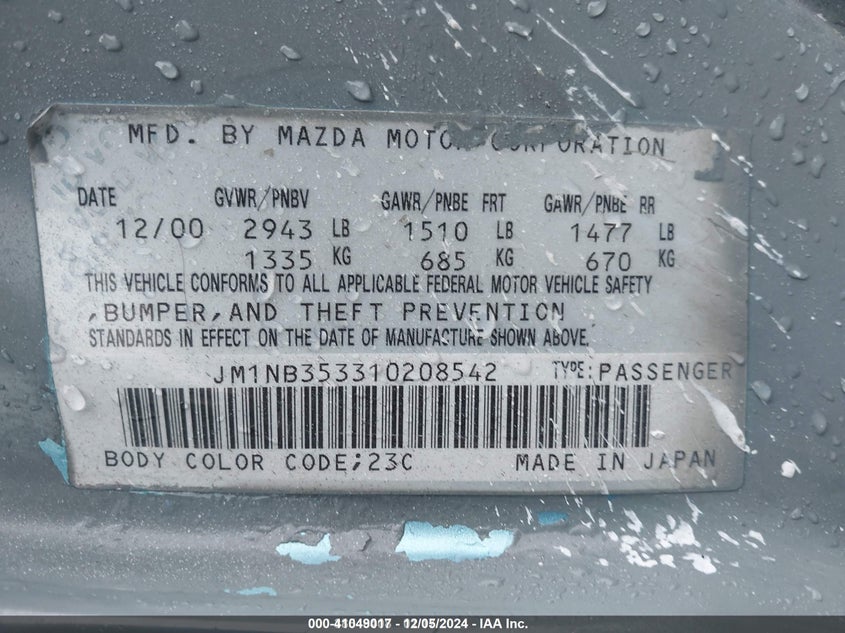 MFD. BY MAZDA MOTOR CORPORATION
DATE GVWR/PNBV GAWR/PNBE FRT GAWR/PNBE RR
12/00 2943 LB 1510 LB 1477 LB
1335 KG 685 KG 670 KG
THIS VEHICLE CONFORMS TO ALL APPLICABLE FEDERAL MOTOR VEHICLE SAFETY
,BUMPER,AND THEFT PREVENTION
STANDARDS IN EFFECT ON THE DATE OF MANUFACTURE SHOWN ABOVE.
JM1NB353310208542 TYPE:PASSENGER
BODY COLOR CODE;23C MADE IN JAPAN
000-41049017 - 12/05/2024 - IAA Inc.